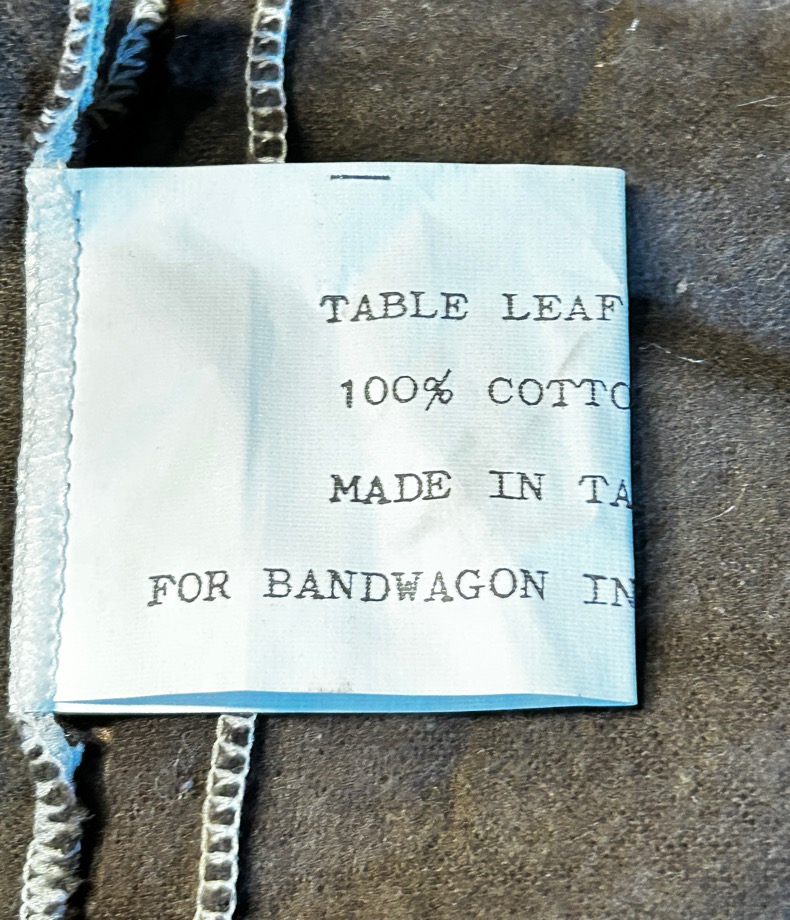 TABLE LEAF
100% COTTO
MADE IN TA
FOR BANDWAGON IN